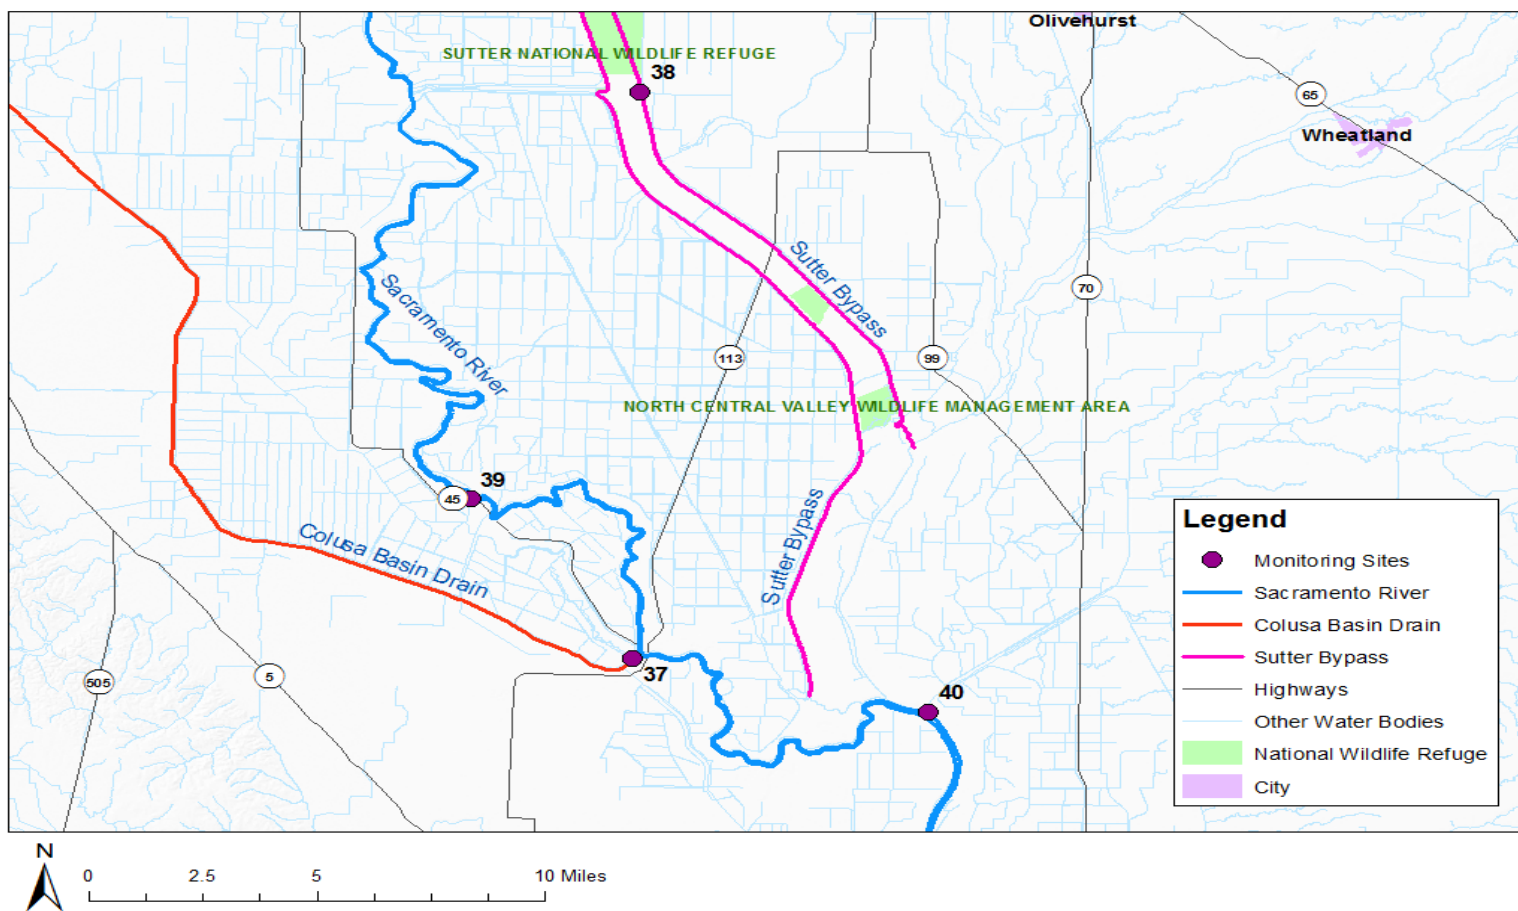 Olivehurst
SUTTER NATIONAL WILDLIFE REFUGE
38
65
Wheatland
Sutter Bypass
Sacramento River
70
113
99
NORTH CENTRAL VALLEY WILDLIFE MANAGEMENT AREA
39
45
Sutter Bypass
Colusa Basin Drain
37
5
505
40
Legend
Monitoring Sites
Sacramento River
Colusa Basin Drain
Sutter Bypass
Highways
Other Water Bodies
National Wildlife Refuge
City
N
0 2.5 5 10 Miles